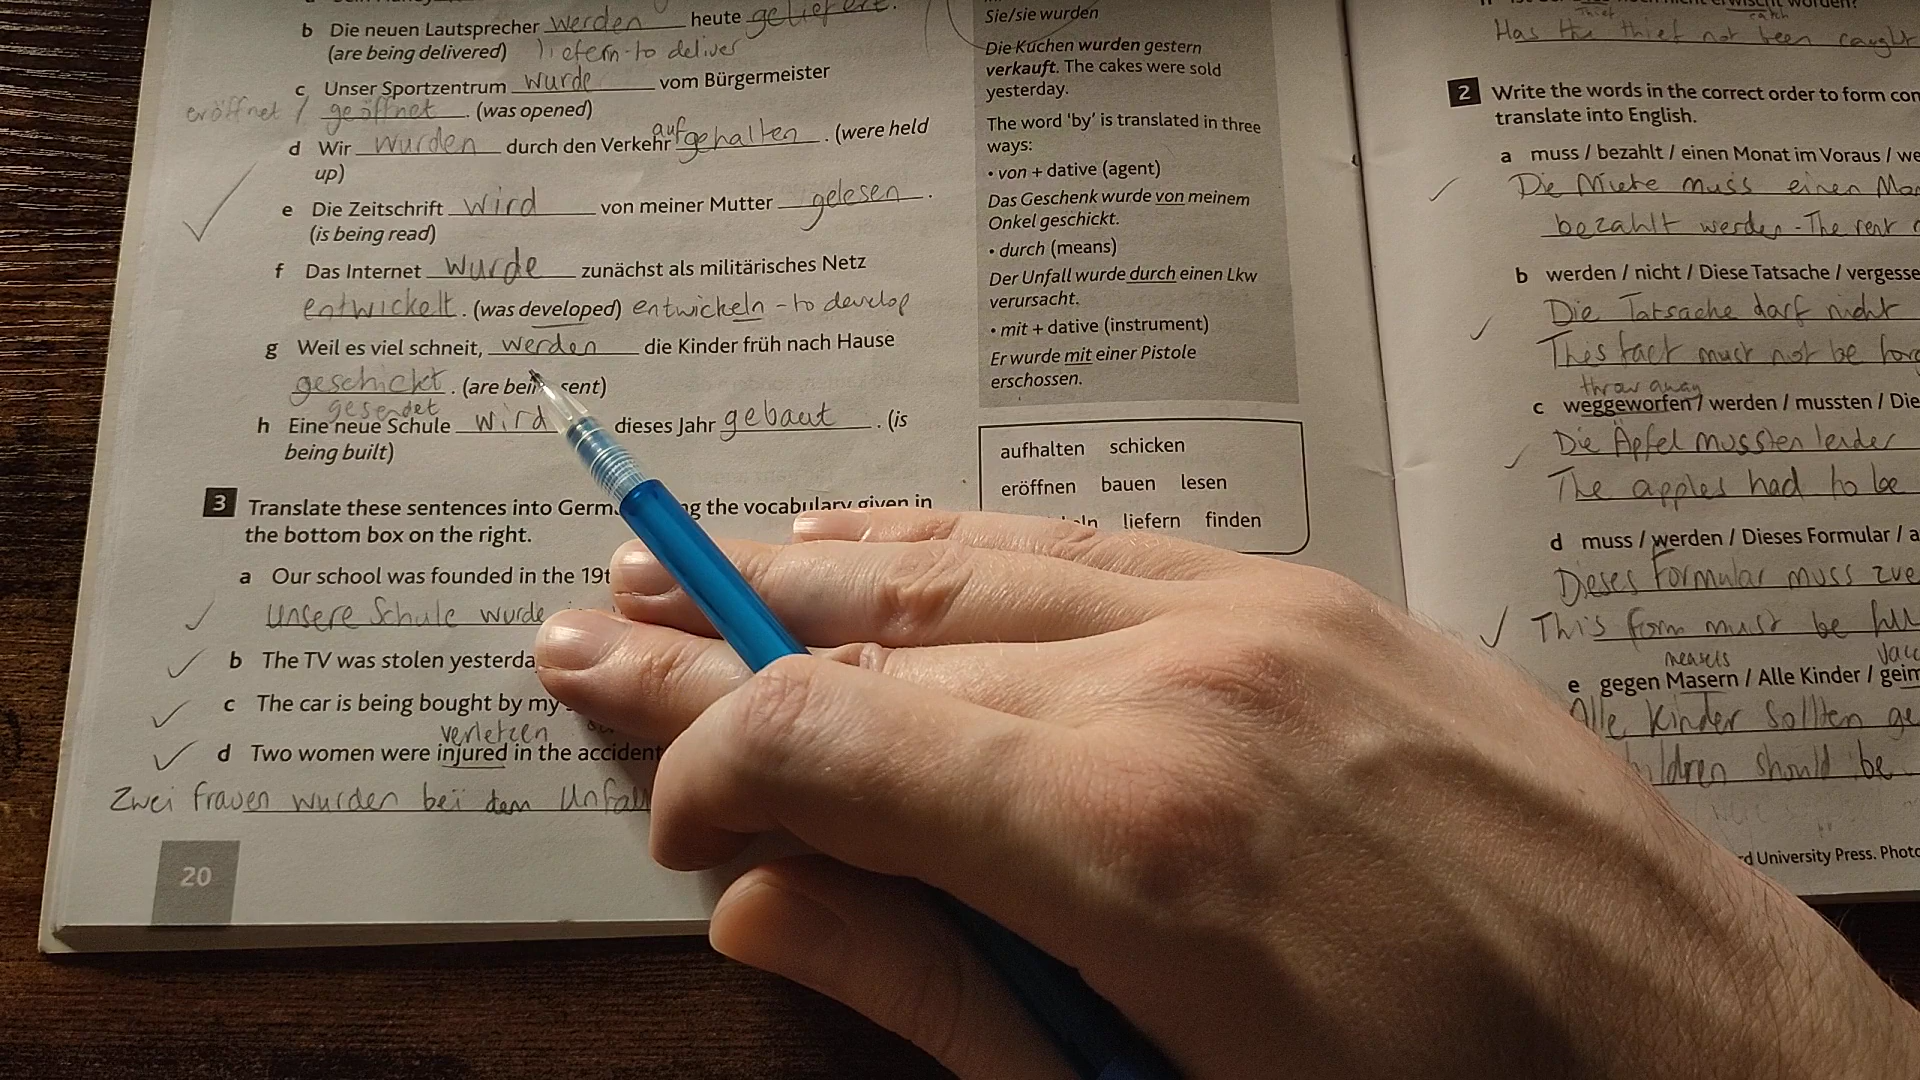 b Die neuen Lautsprecher werden heute geliefert.
(are being delivered) liefern - to deliver
c Unser Sportzentrum wurde vom Bürgermeister
eröffnet / geöffnet. (was opened)
auf
d Wir wurden durch den Verkehr gehalten. (were held
up)
e Die Zeitschrift wird von meiner Mutter gelesen.
(is being read)
f Das Internet wurde zunächst als militärisches Netz
entwickelt. (was developed) entwickeln - to develop
g Weil es viel schneit, werden die Kinder früh nach Hause
geschickt. (are bein sent)
gesendet
h Eine neue Schule wird dieses Jahr gebaut. (is
being built)
3 Translate these sentences into Germ g the vocabulary given in
the bottom box on the right.
a Our school was founded in the 19t
Unsere Schule wurde
b The TV was stolen yesterda
c The car is being bought by my
verletzen
d Two women were injured in the accident
Zwei Frauen wurden bei dem Unfall
20
Sie/sie wurden
Die Kuchen wurden gestern
verkauft. The cakes were sold
yesterday.
The word 'by' is translated in three
ways:
• von + dative (agent)
Das Geschenk wurde von meinem
Onkel geschickt.
• durch (means)
Der Unfall wurde durch einen Lkw
verursacht.
• mit + dative (instrument)
Er wurde mit einer Pistole
erschossen.
aufhalten schicken
eröffnen bauen lesen
ln liefern finden
thief catch
Has the thief not been caught
2 Write the words in the correct order to form con
translate into English.
a muss / bezahlt / einen Monat im Voraus / we
Die Miete muss einen Mo
bezahlt werden - The rent
b werden / nicht / Diese Tatsache / vergesse
Die Tatsache darf nicht
This fact must not be forg
throw away
c weggeworfen / werden / mussten / Die
Die Äpfel mussten leider
The apples had to be
d muss / werden / Dieses Formular / a
Dieses Formular muss zue
This form must be full
measels vacc
e gegen Masern / Alle Kinder / geim
Alle Kinder sollten ge
hildren should be
rd University Press. Photo